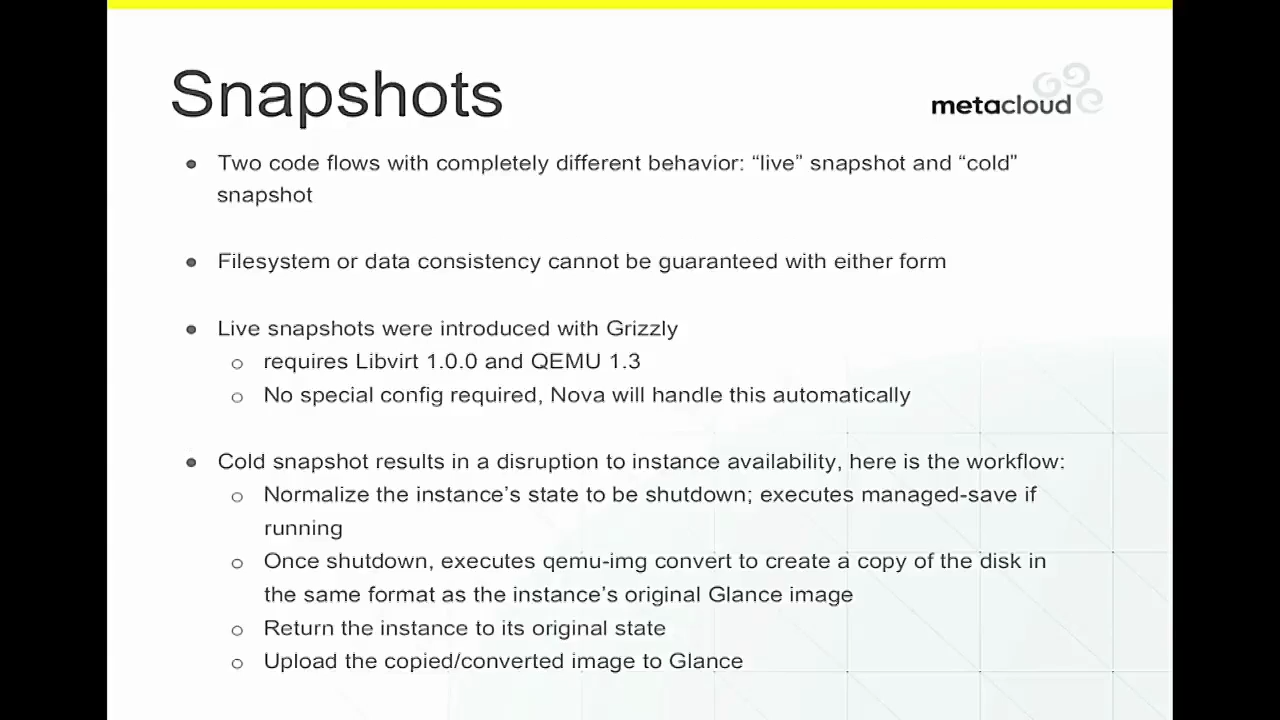 Snapshots
metacloud
● Two code flows with completely different behavior: “live” snapshot and “cold”
snapshot
● Filesystem or data consistency cannot be guaranteed with either form
● Live snapshots were introduced with Grizzly
○ requires Libvirt 1.0.0 and QEMU 1.3
○ No special config required, Nova will handle this automatically
● Cold snapshot results in a disruption to instance availability, here is the workflow:
○ Normalize the instance’s state to be shutdown; executes managed-save if
running
○ Once shutdown, executes qemu-img convert to create a copy of the disk in
the same format as the instance’s original Glance image
○ Return the instance to its original state
○ Upload the copied/converted image to Glance